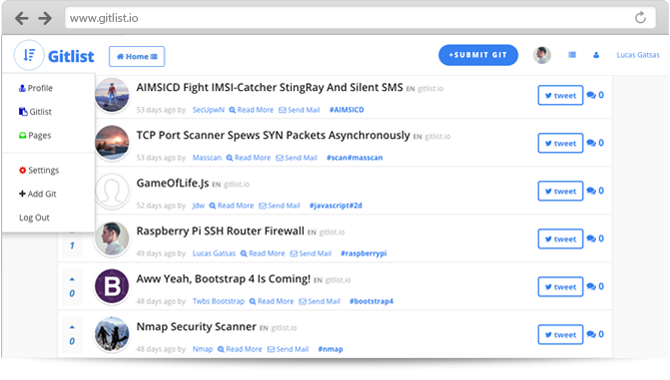 www.gitlist.io
Gitlist
Home
+SUBMIT GIT
Lucas Gatsas
Profile
Gitlist
Pages
Settings
Add Git
Log Out
AIMSICD Fight IMSI-Catcher StingRay And Silent SMS EN gitlist.io
53 days ago by SecUpwN Read More Send Mail #AIMSICD
tweet 0
TCP Port Scanner Spews SYN Packets Asynchronously EN gitlist.io
53 days ago by Masscan Read More Send Mail #scan#masscan
tweet 0
GameOfLife.Js EN gitlist.io
52 days ago by Jdw Read More Send Mail #javascript#2d
tweet 0
1
Raspberry Pi SSH Router Firewall EN gitlist.io
49 days ago by Lucas Gatsas Read More Send Mail #raspberrypi
tweet 0
0
B
Aww Yeah, Bootstrap 4 Is Coming! EN gitlist.io
48 days ago by Twbs Bootstrap Read More Send Mail #bootstrap4
tweet 0
0
Nmap Security Scanner EN gitlist.io
48 days ago by Nmap Read More Send Mail #nmap
tweet 0